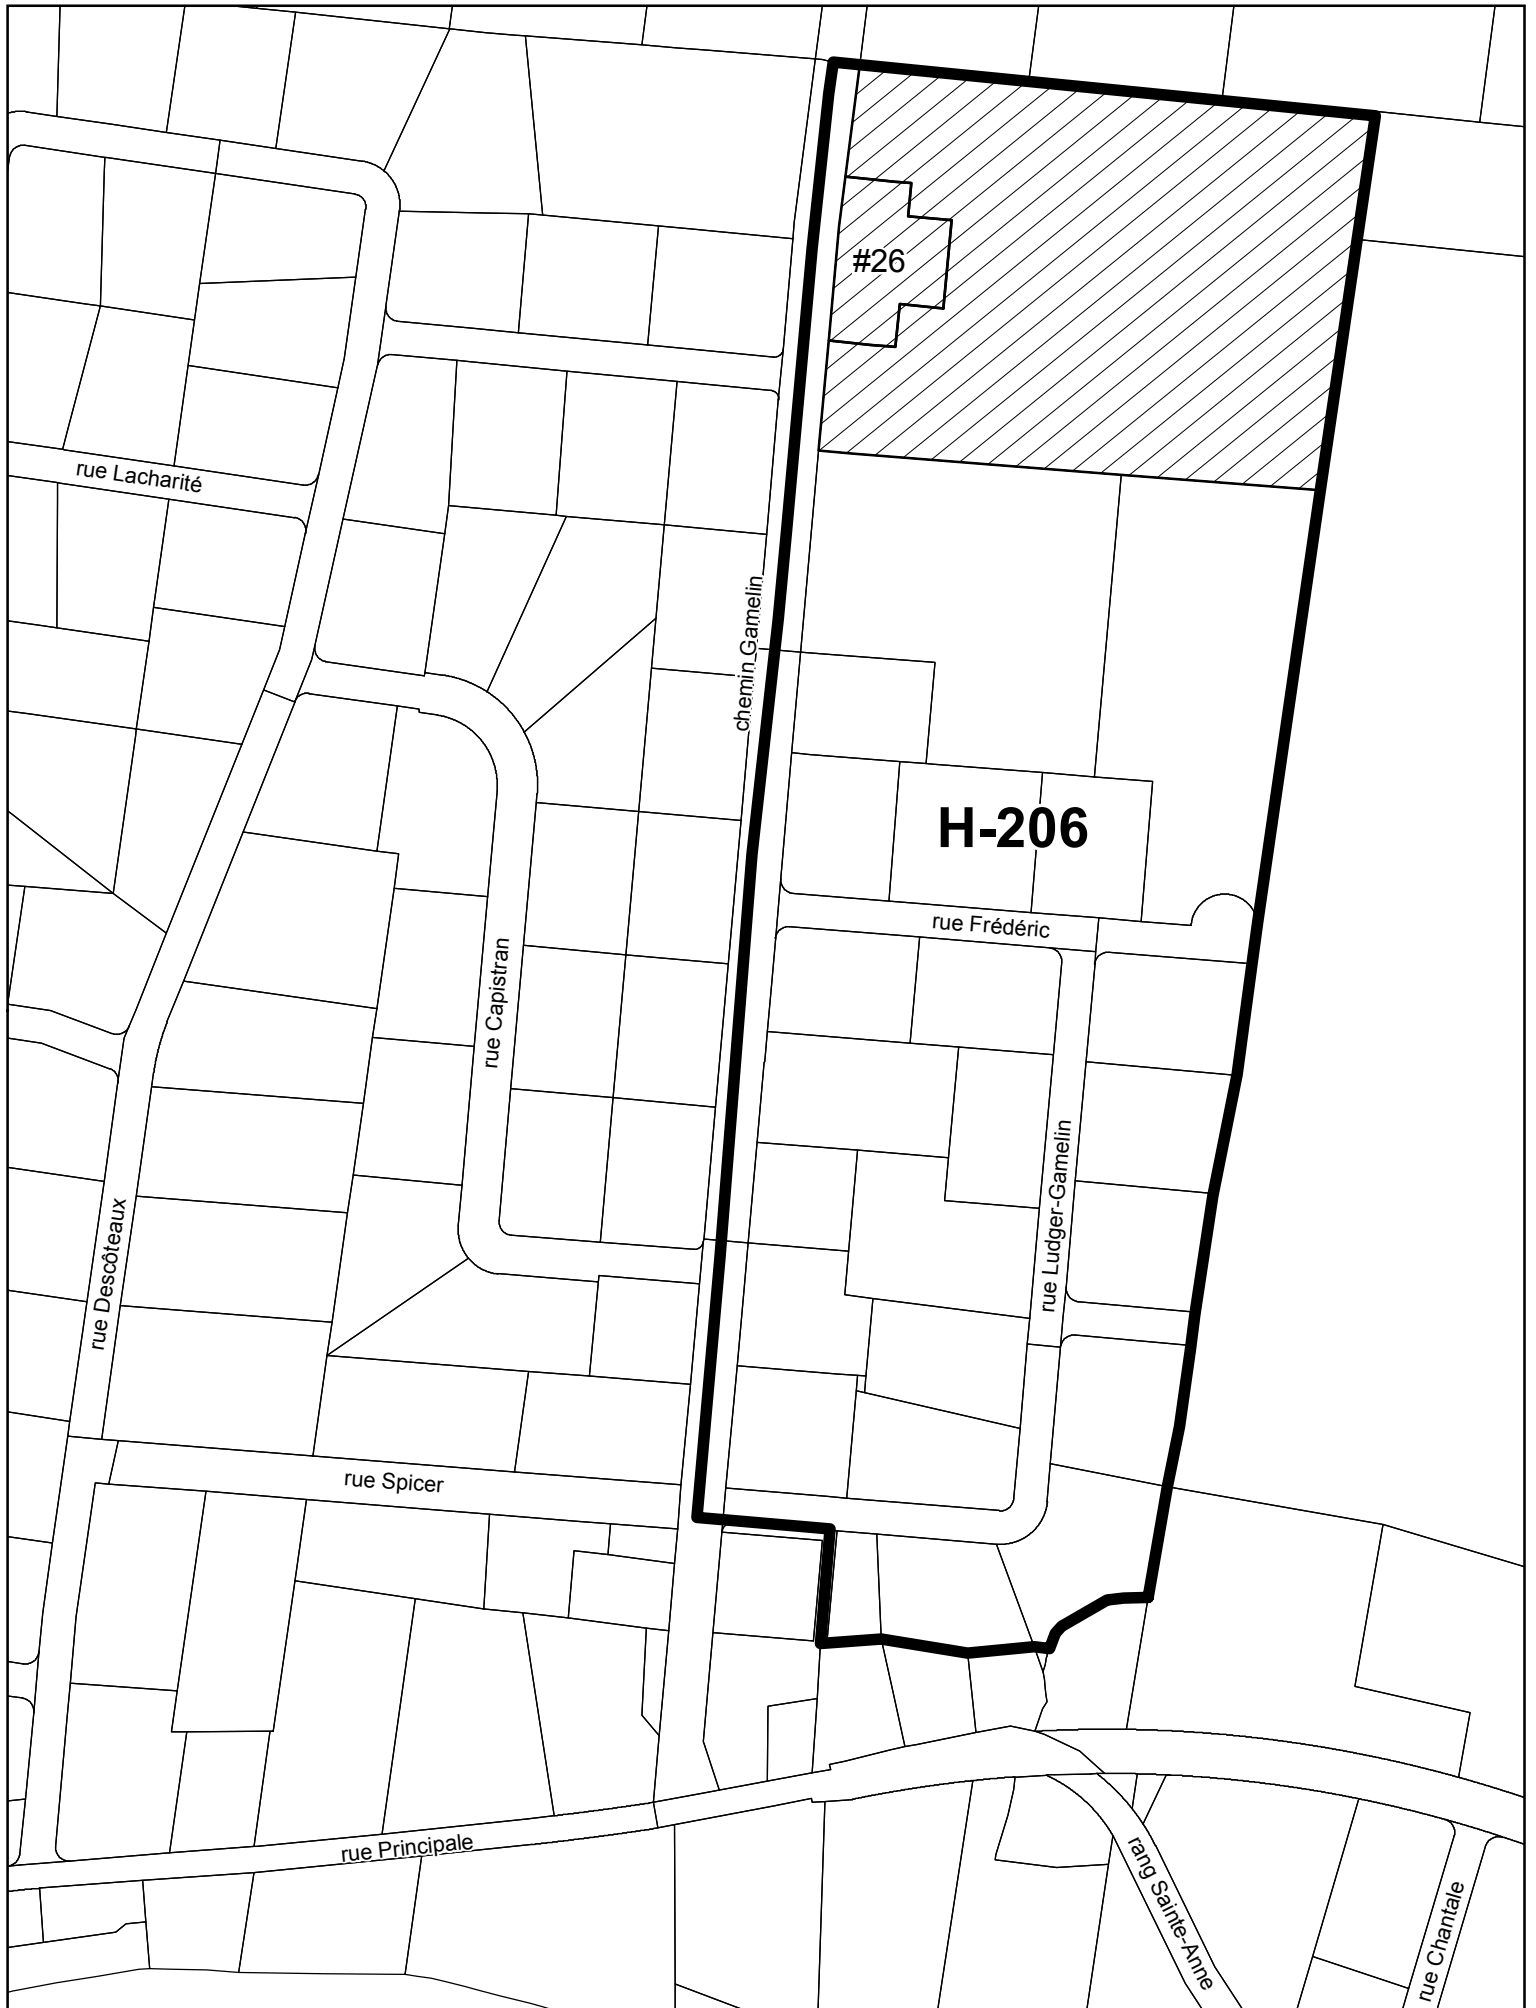 #26
rue Lacharité
chemin Gamelin
H-206
rue Frédéric
rue Capistran
rue Ludger-Gamelin
rue Descôteaux
rue Spicer
rue Principale
rang Sainte-Anne
rue Chantale